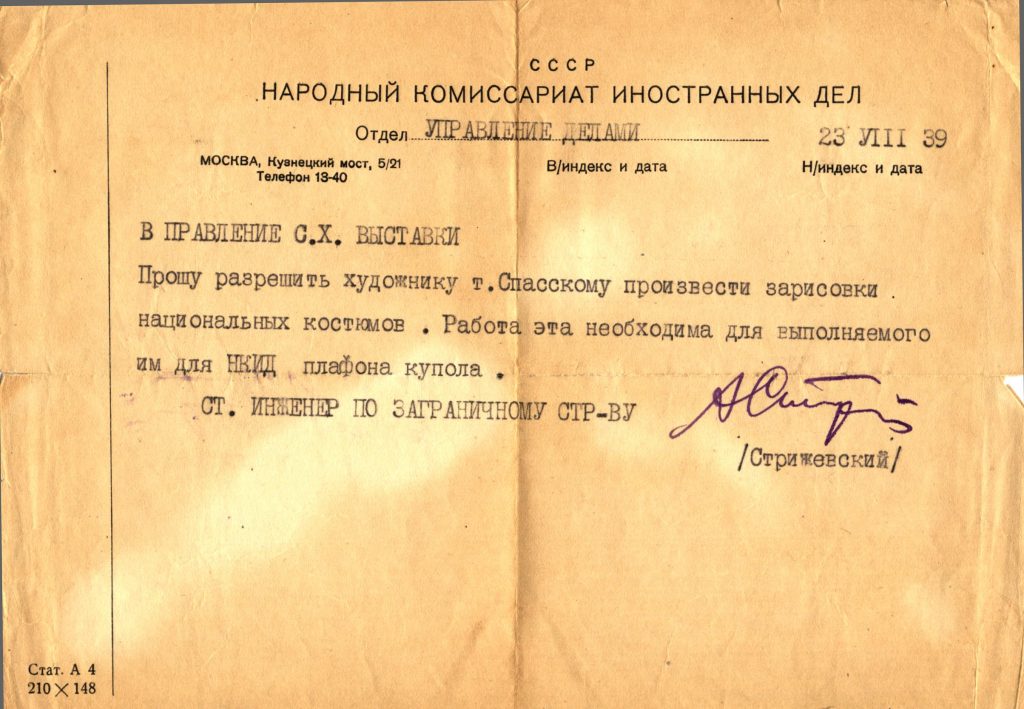 СССР
НАРОДНЫЙ КОМИССАРИАТ ИНОСТРАННЫХ ДЕЛ
Отдел УПРАВЛЕНИЕ ДЕЛАМИ 23 УІІІ 39
МОСКВА, Кузнецкий мост, 5/21 В/индекс и дата Н/индекс и дата
Телефон 13-40
В ПРАВЛЕНИЕ С.Х. ВЫСТАВКИ
Прошу разрешить художнику т.Спасскому произвести зарисовки
национальных костюмов . Работа эта необходима для выполняемого
им для НКИД плафона купола .
СТ. ИНЖЕНЕР ПО ЗАГРАНИЧНОМУ СТР-ВУ
/Стрижевский/
Стат. А 4
210×148